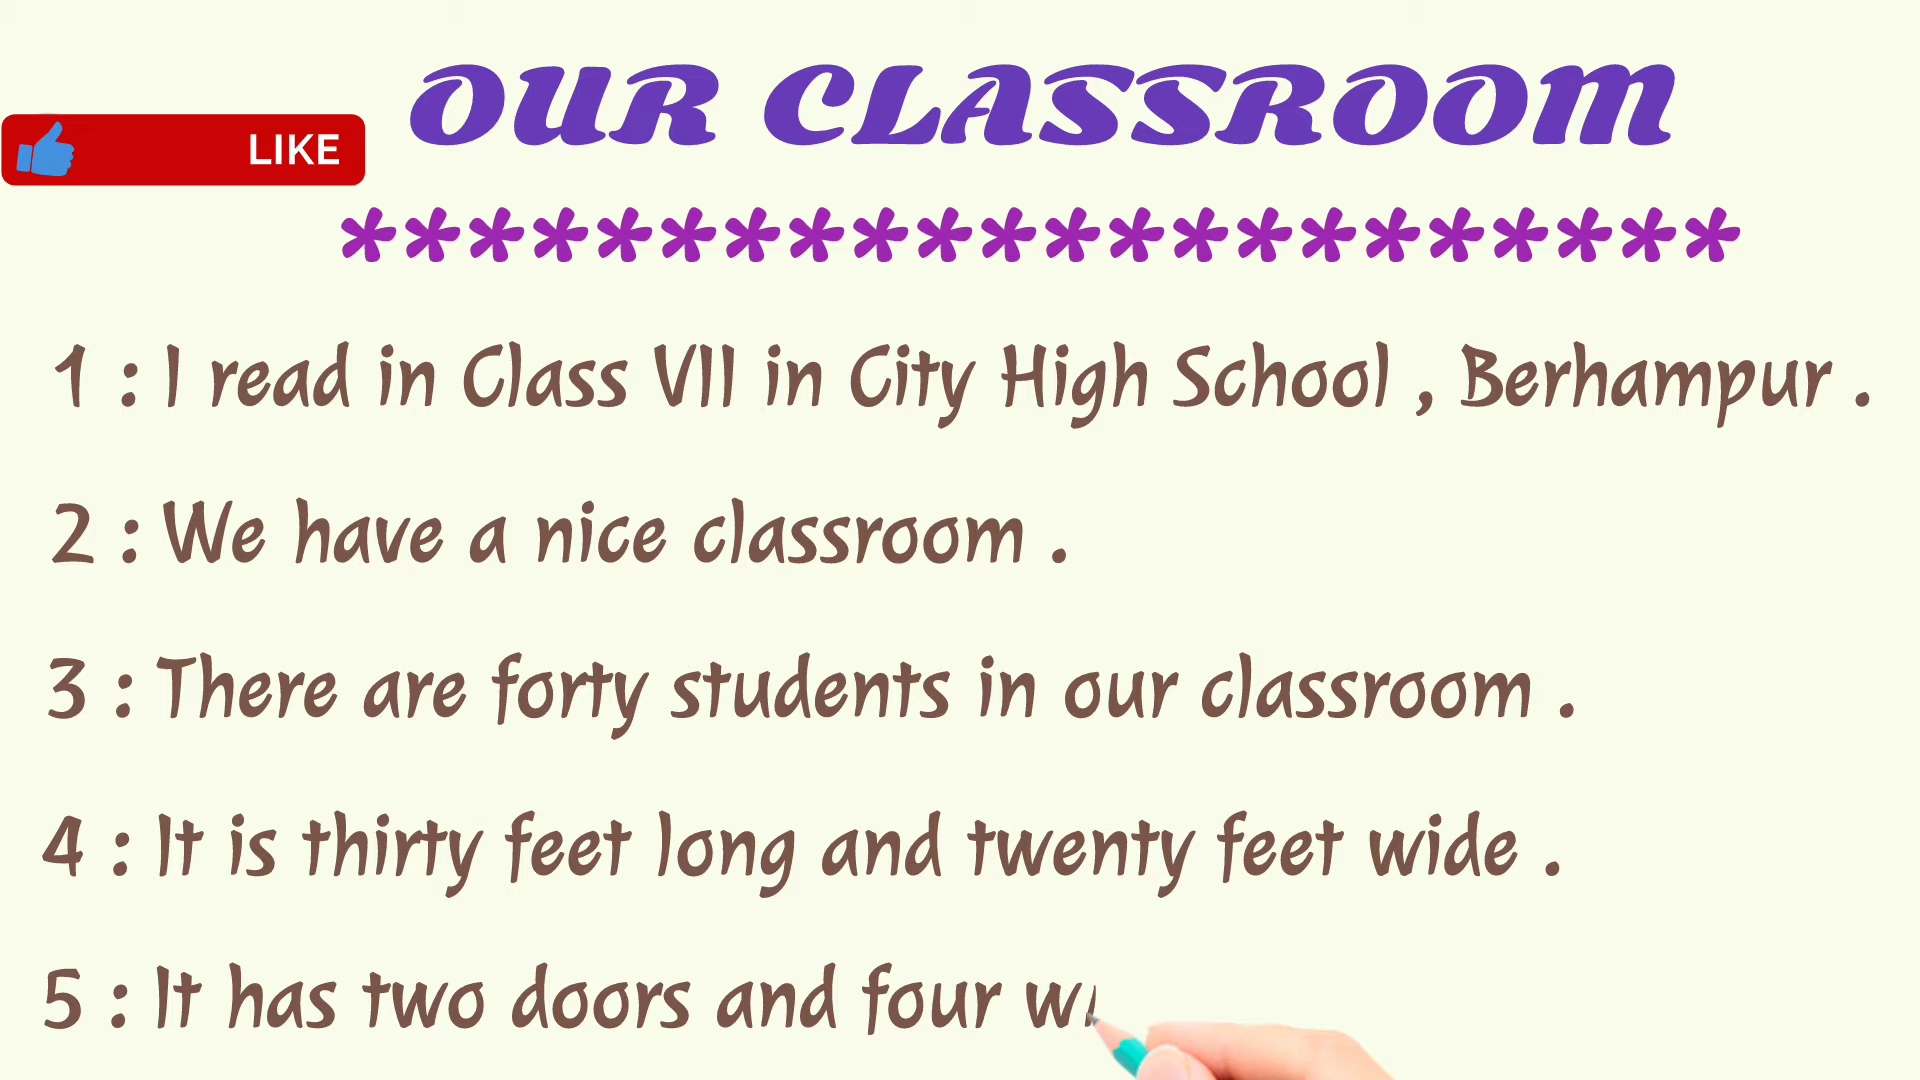 OUR CLASSROOM
LIKE
**********************
1 : I read in Class VII in City High School , Berhampur .
2 : We have a nice classroom .
3 : There are forty students in our classroom .
4 : It is thirty feet long and twenty feet wide .
5 : It has two doors and four